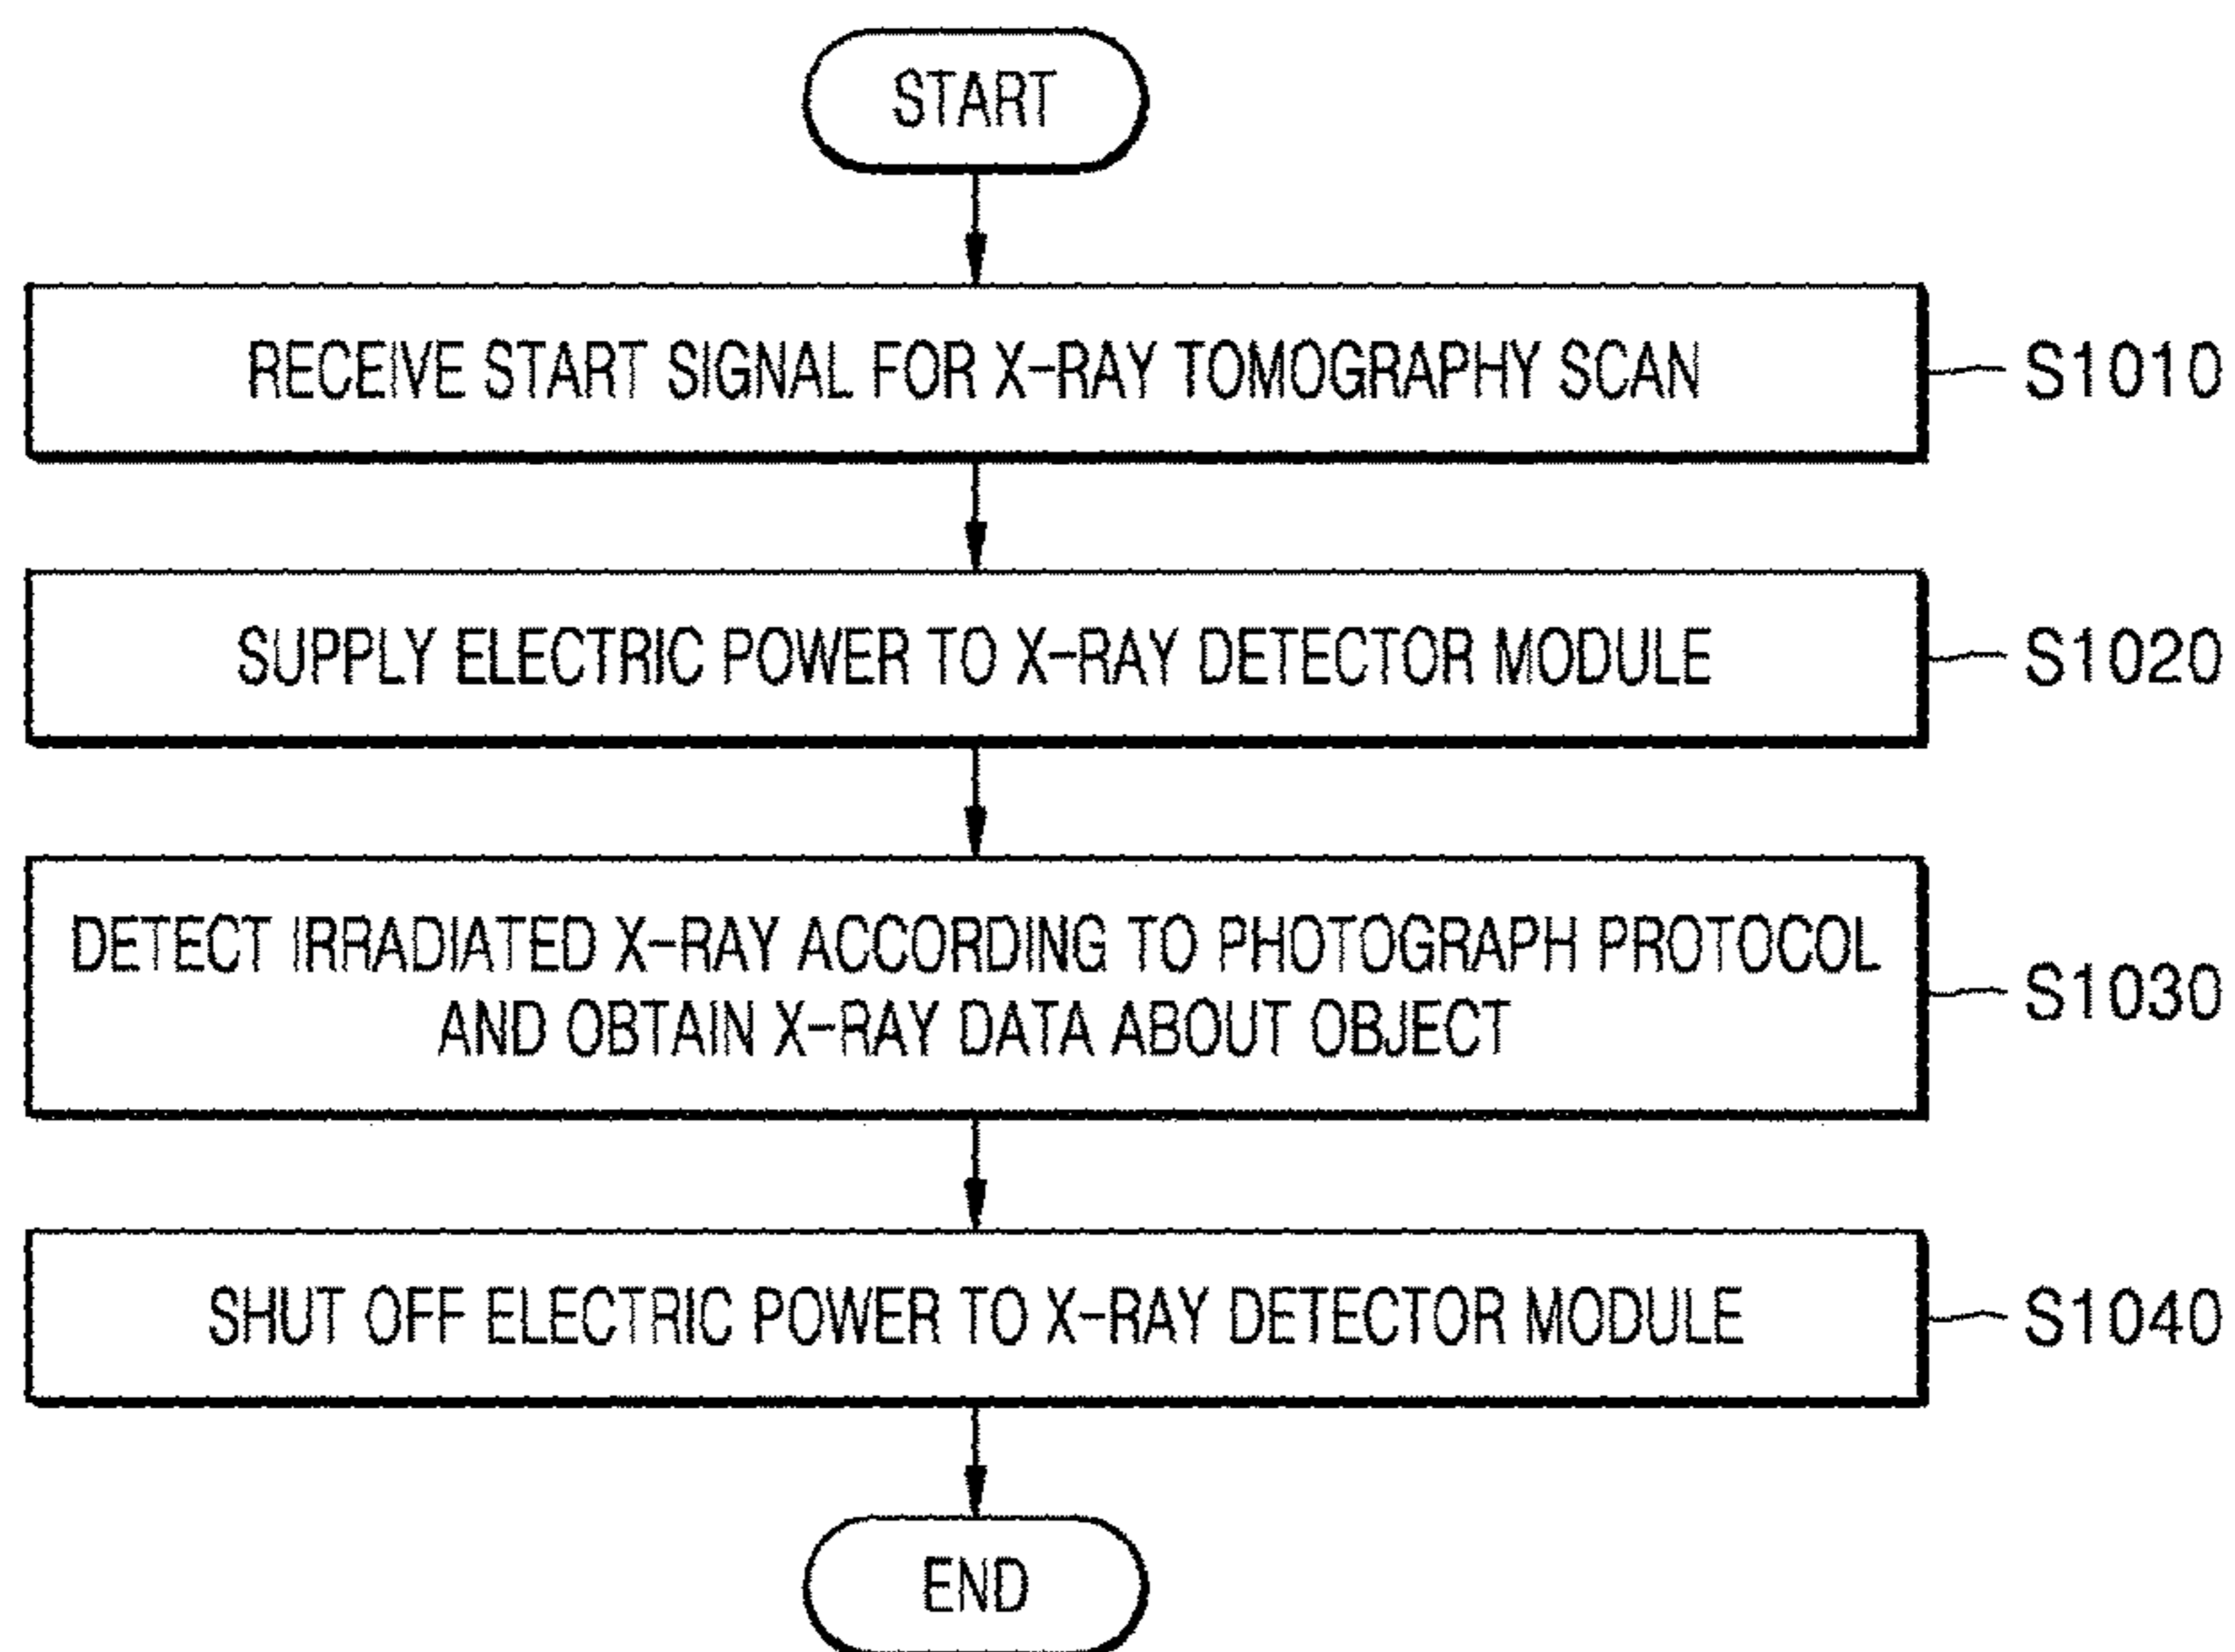 START
RECEIVE START SIGNAL FOR X-RAY TOMOGRAPHY SCAN
S1010
SUPPLY ELECTRIC POWER TO X-RAY DETECTOR MODULE
S1020
DETECT IRRADIATED X-RAY ACCORDING TO PHOTOGRAPH PROTOCOL
AND OBTAIN X-RAY DATA ABOUT OBJECT
S1030
SHUT OFF ELECTRIC POWER TO X-RAY DETECTOR MODULE
S1040
END